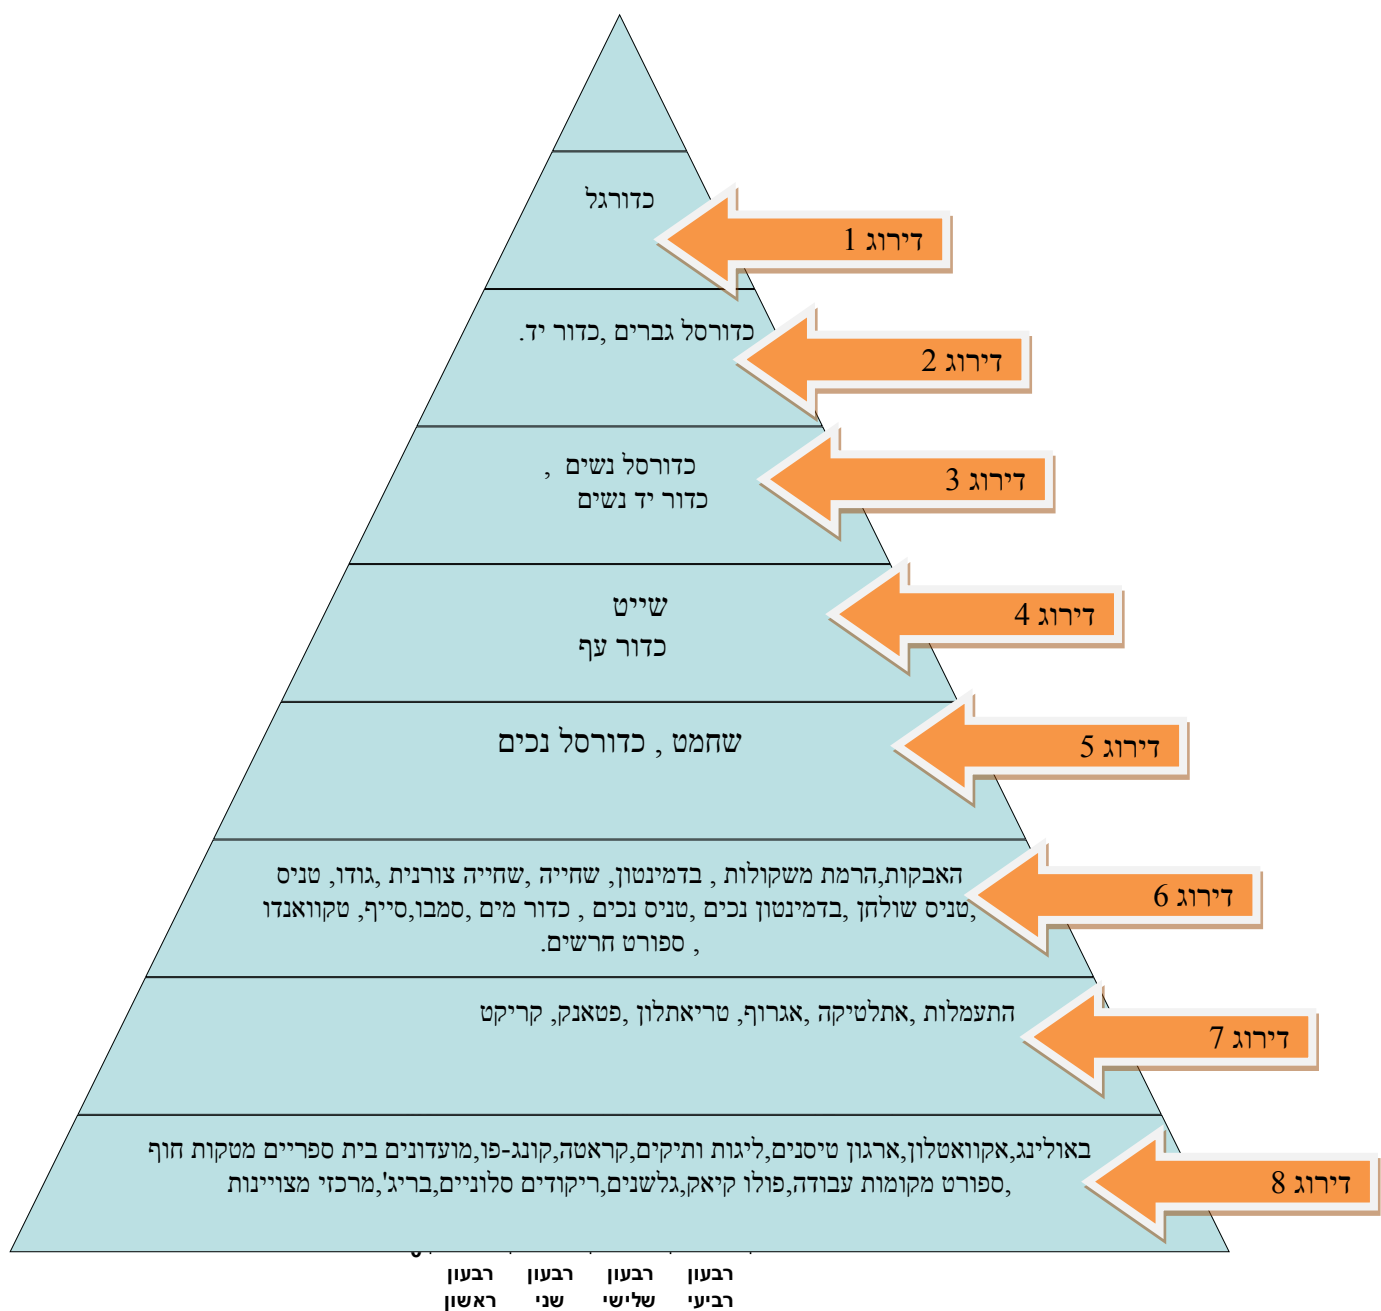 כדורגל
דירוג 1
כדורסל גברים ,כדור יד.
דירוג 2
כדורסל נשים ,
כדור יד נשים
דירוג 3
שייט
כדור עף
דירוג 4
שחמט , כדורסל נכים
דירוג 5
האבקות,הרמת משקולות , בדמינטון, שחייה ,שחייה צורנית ,גודו, טניס
,טניס שולחן ,בדמינטון נכים ,טניס נכים , כדור מים ,סמבו,סייף, טקוואנדו
, ספורט חרשים.
דירוג 6
התעמלות ,אתלטיקה ,אגרוף, טריאתלון ,פטאנק, קריקט
דירוג 7
באולינג,אקוואטלון,ארגון טיסנים,ליגות ותיקים,קראטה,קונג-פו,מועדונים בית ספריים מטקות חוף
,ספורט מקומות עבודה,פולו קיאק,גלשנים,ריקודים סלוניים,בריג',מרכזי מצויינות
דירוג 8
רבעון ראשון
רבעון שני
רבעון שלישי
רבעון רביעי